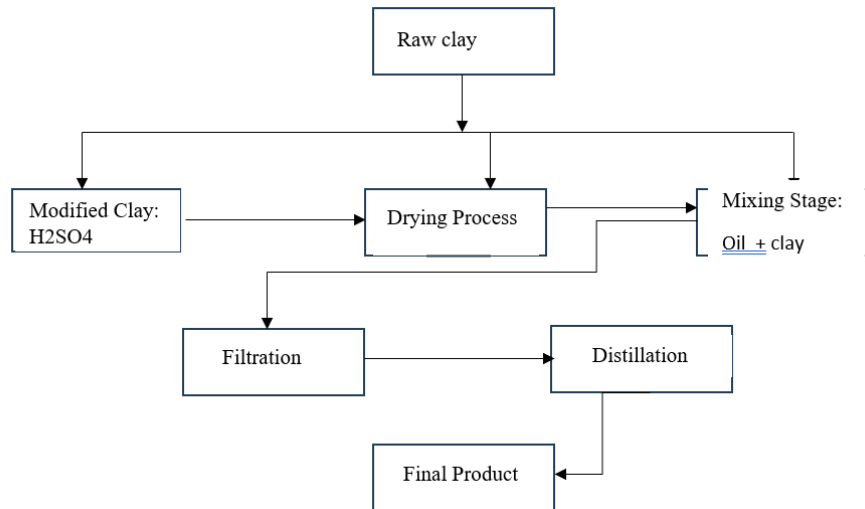 Raw clay
Modified Clay:
H2SO4
Drying Process
Mixing Stage:
Oil + clay
Filtration
Distillation
Final Product